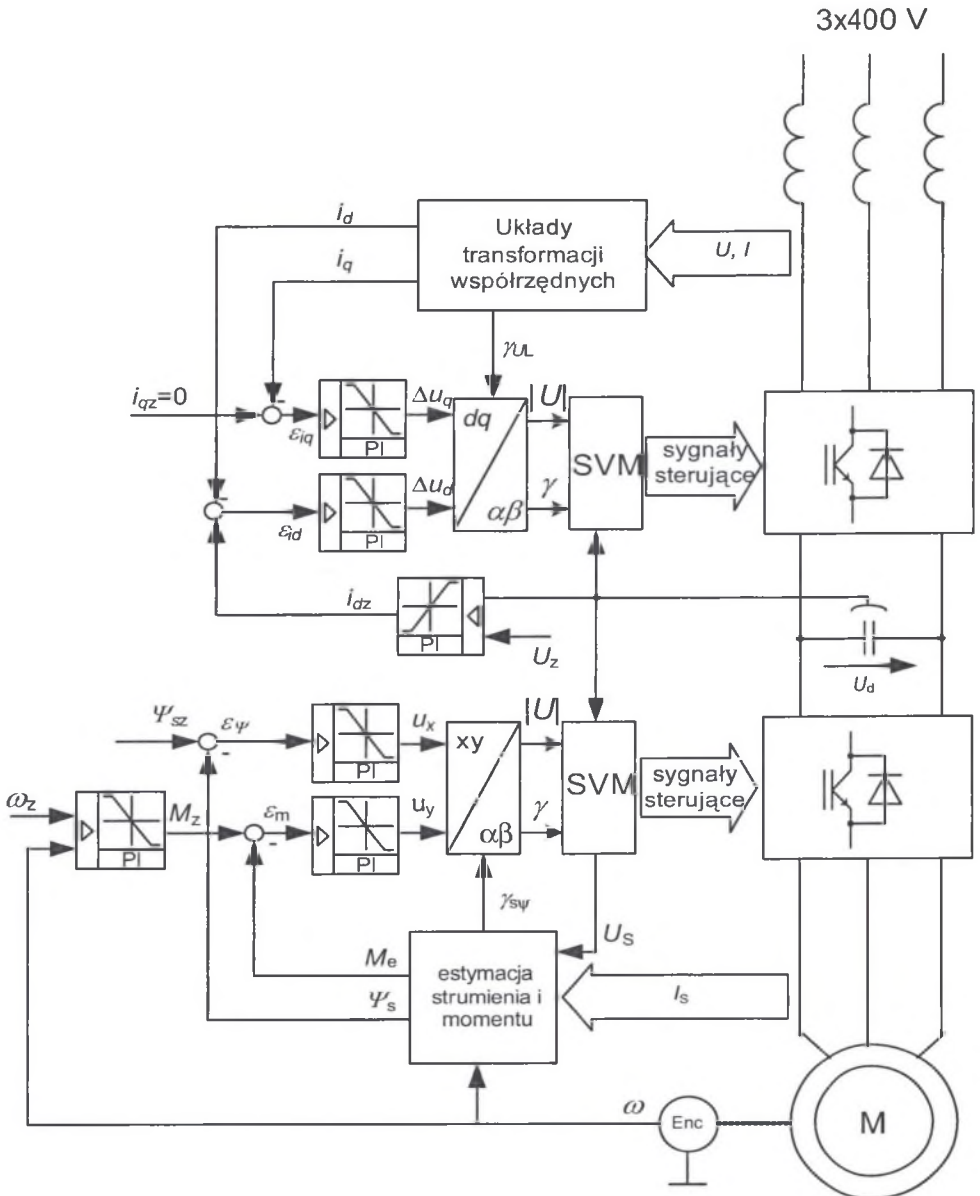 3x400 V
i_d
Układy
transformacji
współrzędnych
U, I
i_q
γ_UL
i_qz=0
-
ε_iq
PI
Δu_q
dq
αβ
|U|
γ
SVM
sygnały
sterujące
-
ε_id
PI
Δu_d
i_dz
PI
U_z
U_d
Ψ_sz
ε_Ψ
-
PI
u_x
xy
αβ
|U|
γ
SVM
sygnały
sterujące
ω_z
PI
M_z
ε_m
-
PI
u_y
γ_sψ
U_S
M_e
Ψ_s
estymacja
strumienia i
momentu
I_s
ω
Enc
M